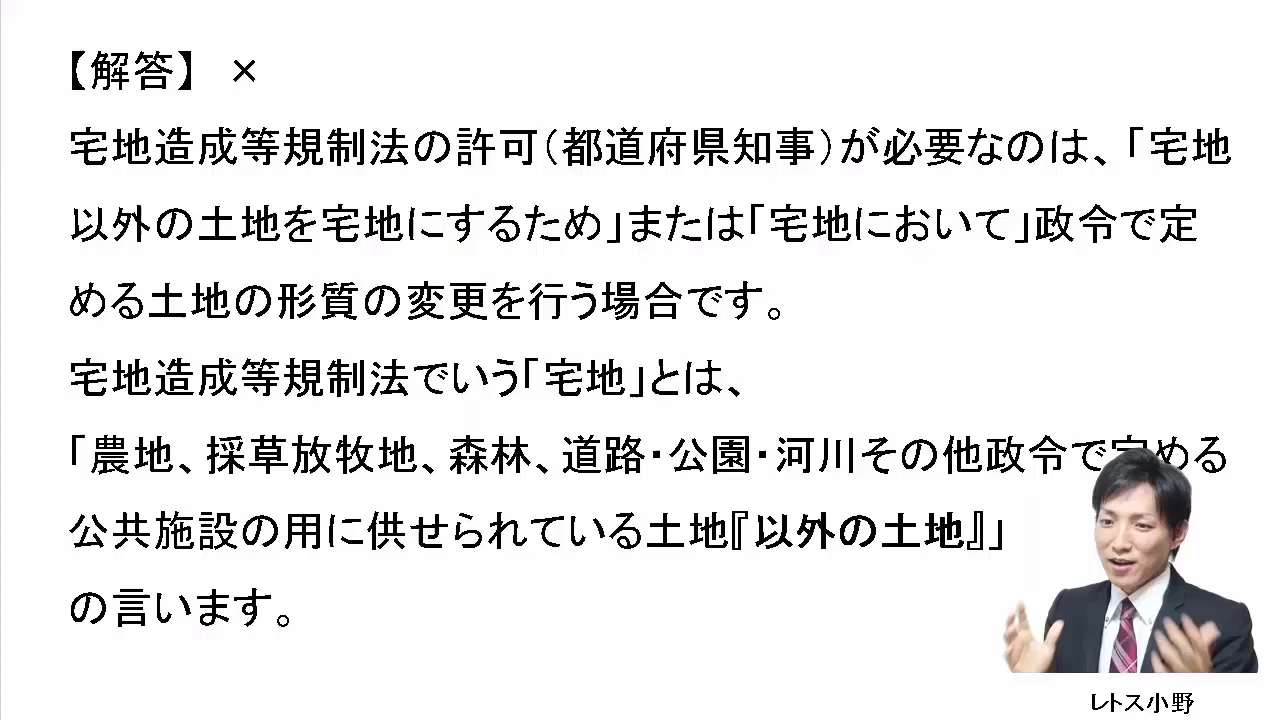 【解答】 ×
宅地造成等規制法の許可(都道府県知事)が必要なのは、「宅地
以外の土地を宅地にするため」または「宅地において」政令で定
める土地の形質の変更を行う場合です。
宅地造成等規制法でいう「宅地」とは、
「農地、採草放牧地、森林、道路・公園・河川その他政令で定める
公共施設の用に供せられている土地『以外の土地』」
の言います。
レトス小野